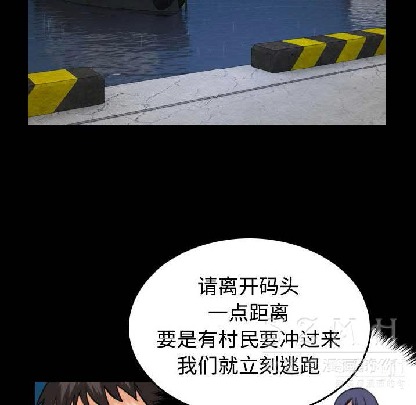 请离开码头
一点距离
要是有村民要冲过来
我们就立刻逃跑